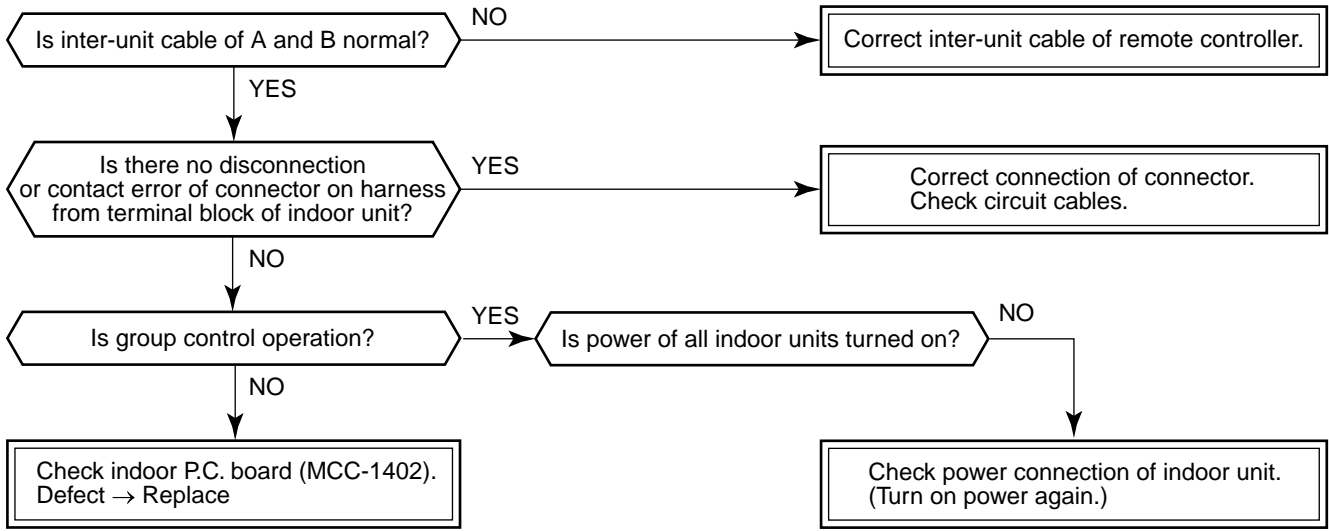 Is inter-unit cable of A and B normal?
NO
Correct inter-unit cable of remote controller.
YES
Is there no disconnection
or contact error of connector on harness
from terminal block of indoor unit?
YES
Correct connection of connector.
Check circuit cables.
NO
Is group control operation?
YES
Is power of all indoor units turned on?
NO
NO
Check indoor P.C. board (MCC-1402).
Defect → Replace
Check power connection of indoor unit.
(Turn on power again.)